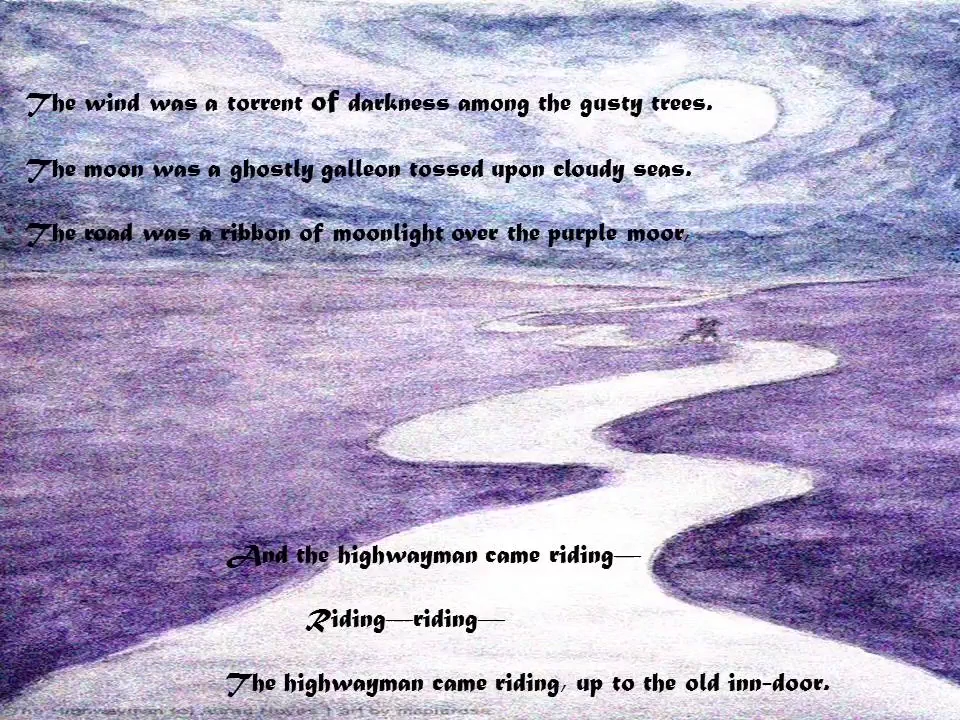 The wind was a torrent of darkness among the gusty trees.
The moon was a ghostly galleon tossed upon cloudy seas.
The road was a ribbon of moonlight over the purple moor,
And the highwayman came riding—
Riding—riding—
The highwayman came riding, up to the old inn-door.